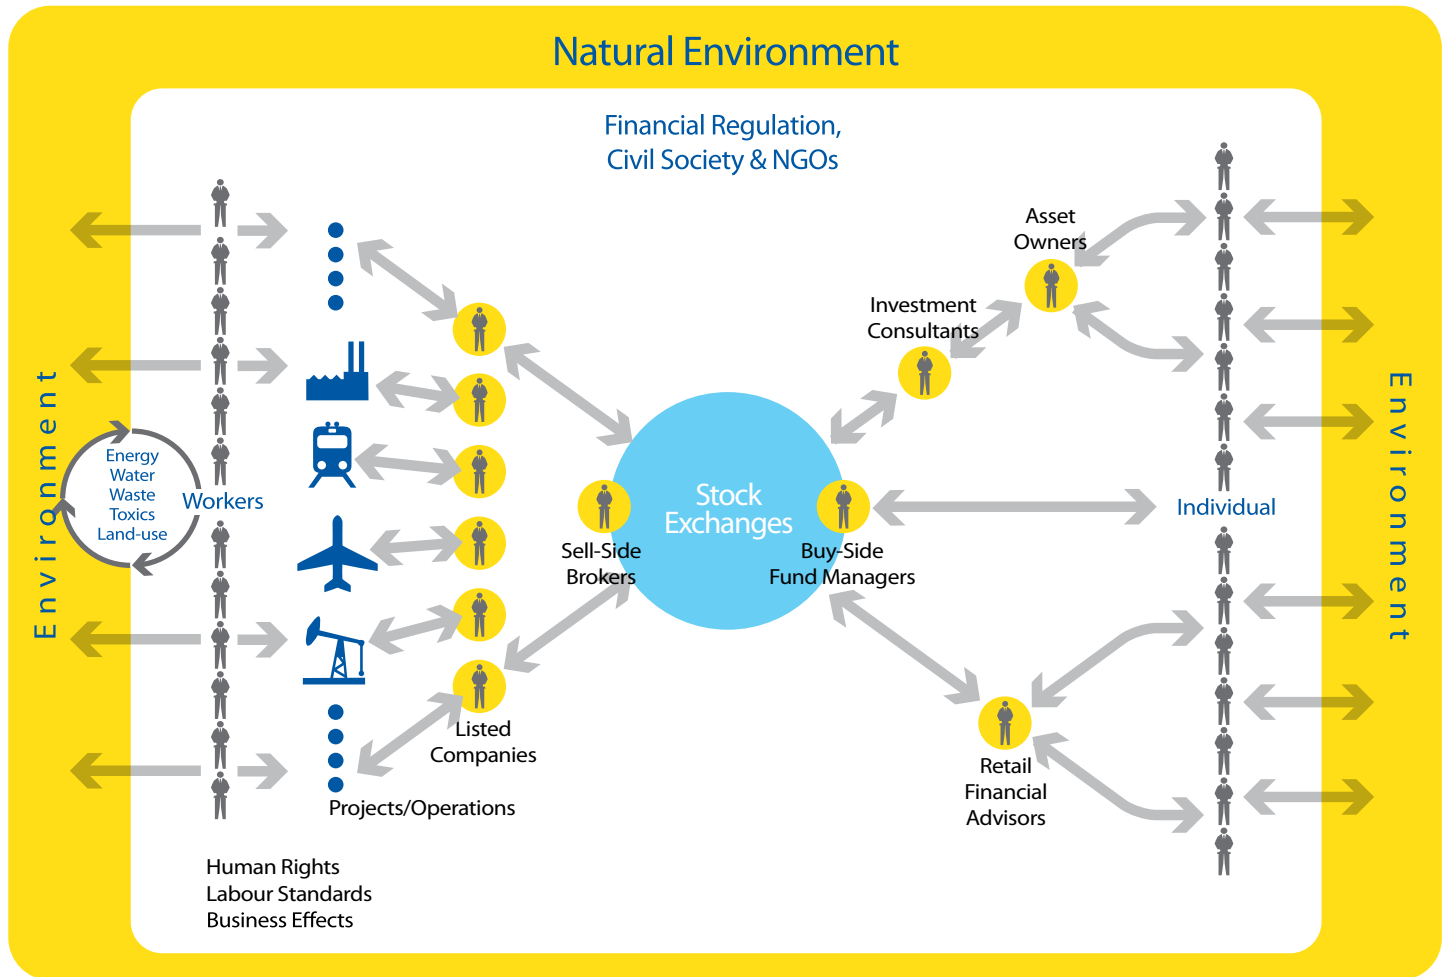 Natural Environment
Financial Regulation,
Civil Society & NGOs
Environment
Energy
Water
Waste
Toxics
Land-use
Workers
Projects/Operations
Human Rights
Labour Standards
Business Effects
Listed
Companies
Sell-Side
Brokers
Stock
Exchanges
Buy-Side
Fund Managers
Investment
Consultants
Asset
Owners
Retail
Financial
Advisors
Individual
Environment